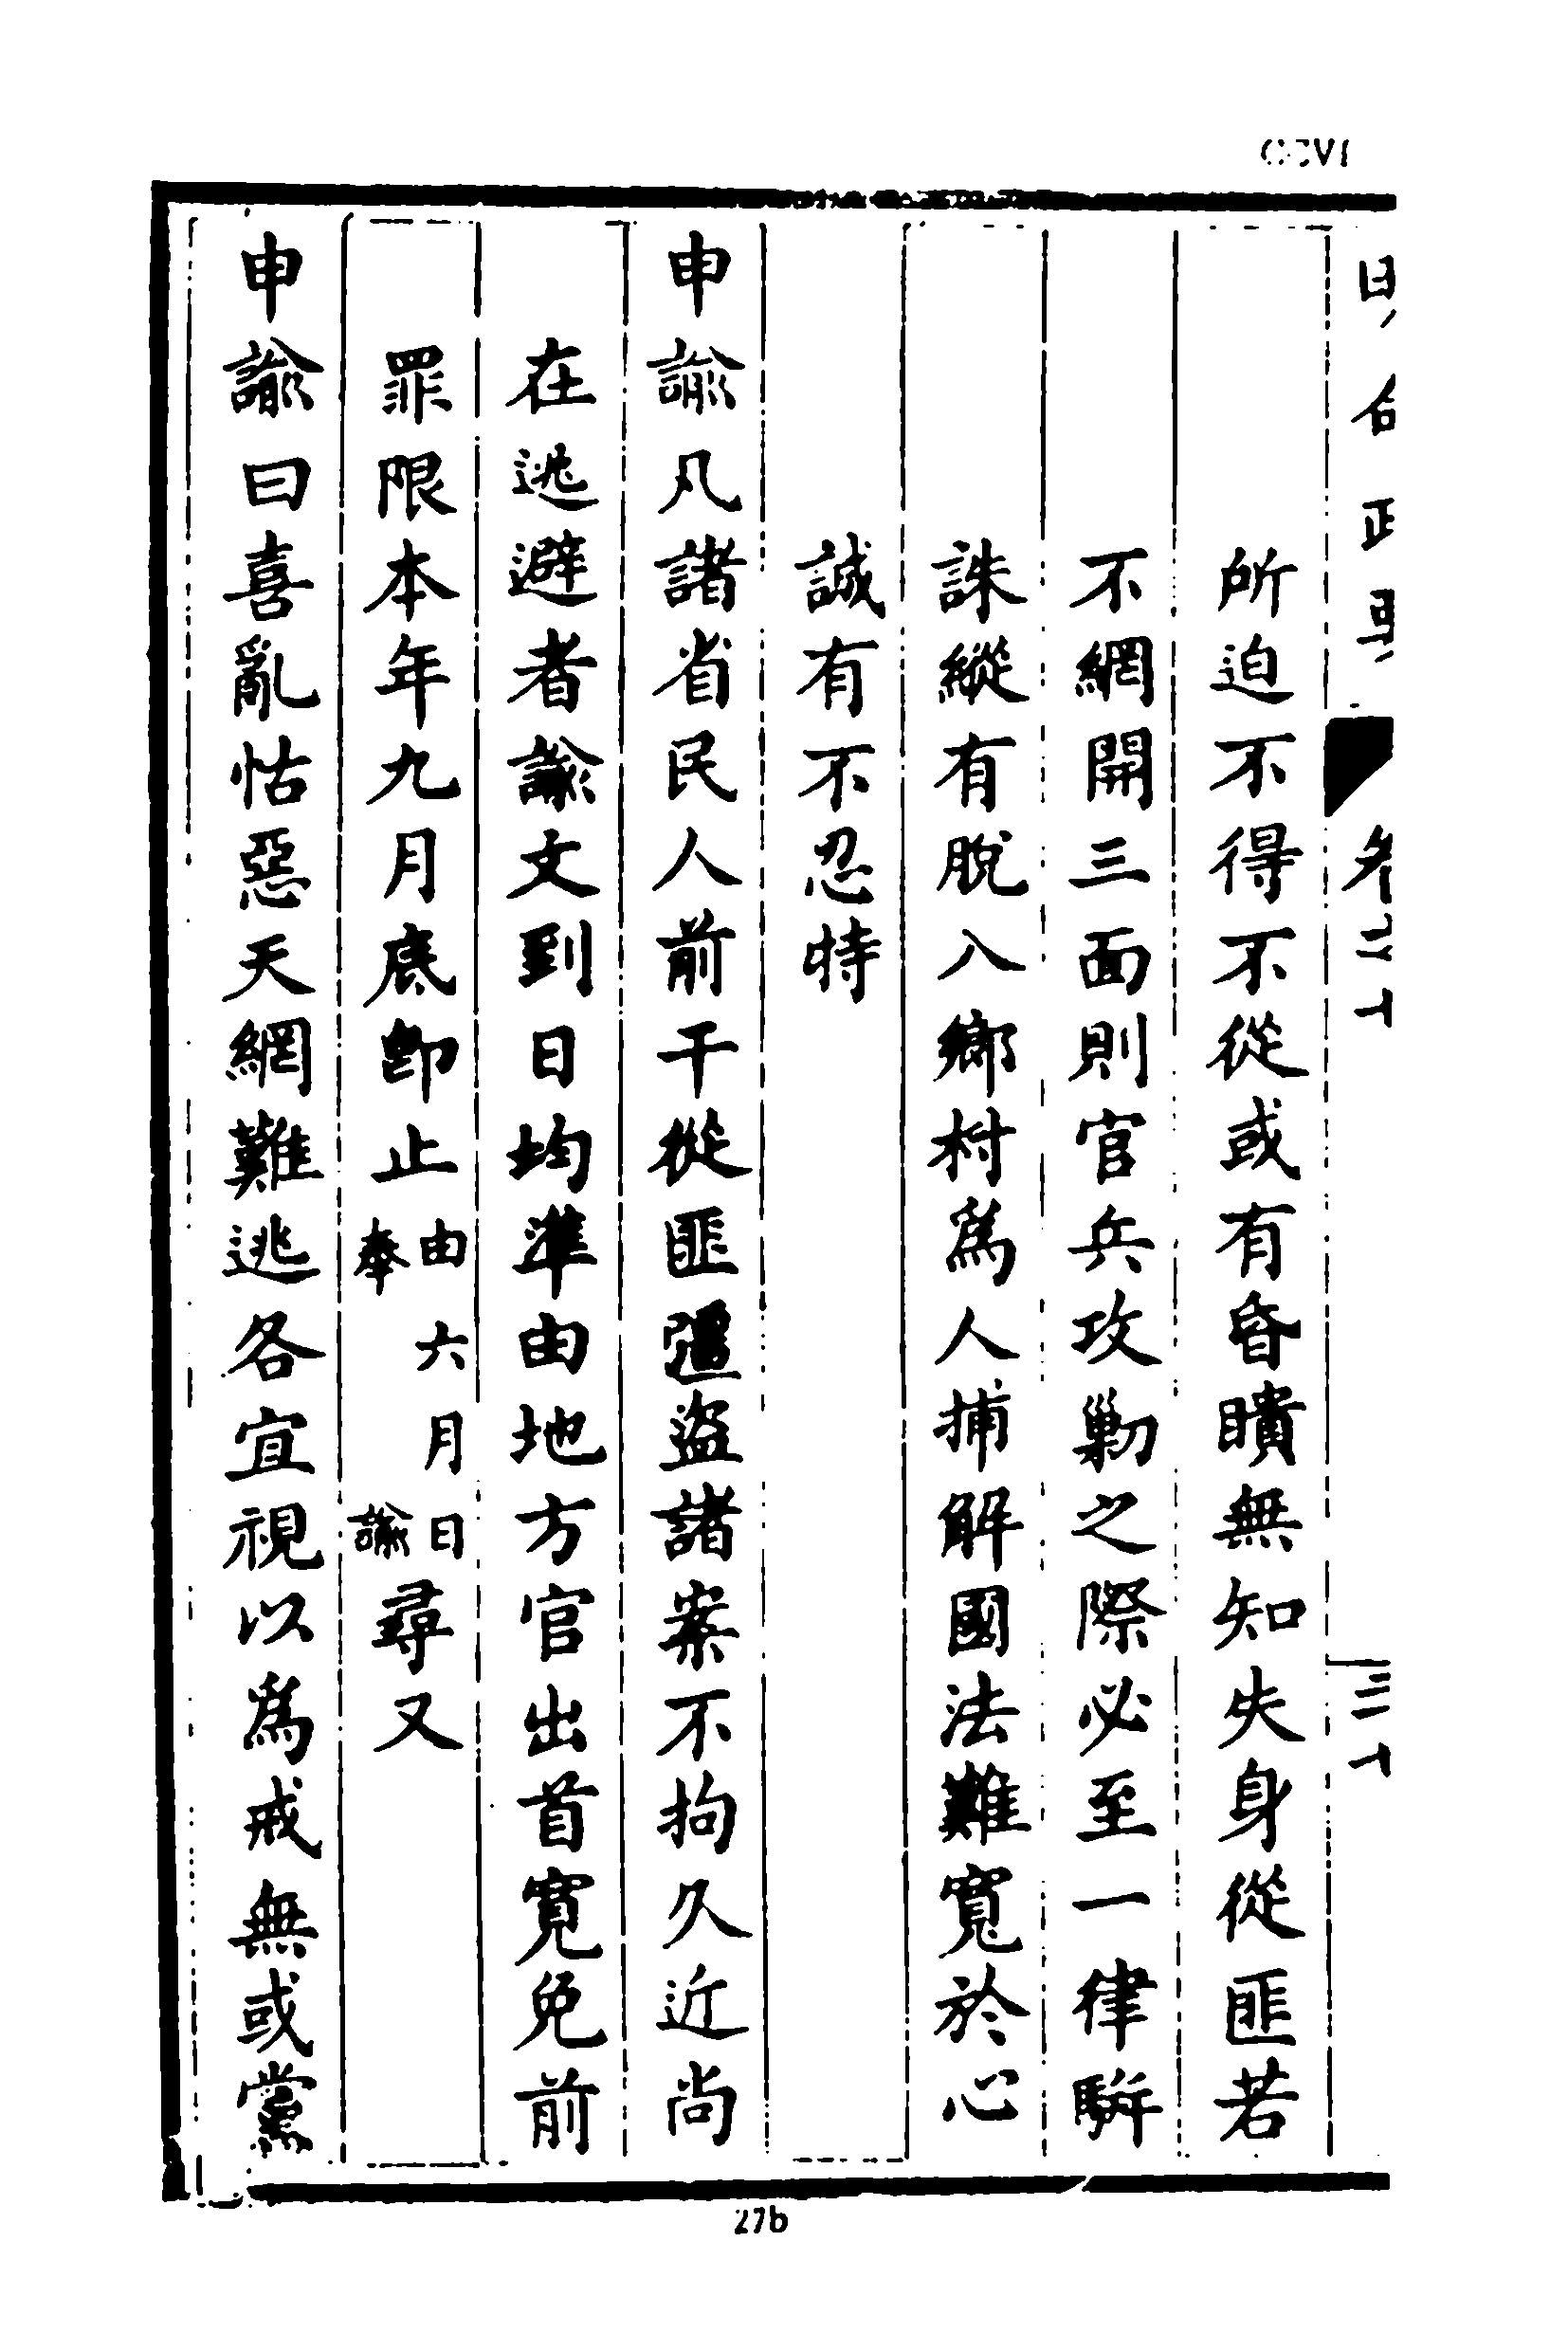 CCVI
所迫不得不從或有昏瞶無知失身從匪若
不網開三面則官兵攻勦之際必至一律駢
誅縱有脫入鄉村爲人捕解國法難寬於心
誠有不忍特
申諭凡諸省民人前干從匪匿盜諸案不拘久近尚
在逃避者諭文到日均準由地方官出首寬免前
罪限本年九月底卽止由六月日奉諭尋又
申諭曰喜亂怙惡天網難逃各宜視以爲戒無或黨
27b